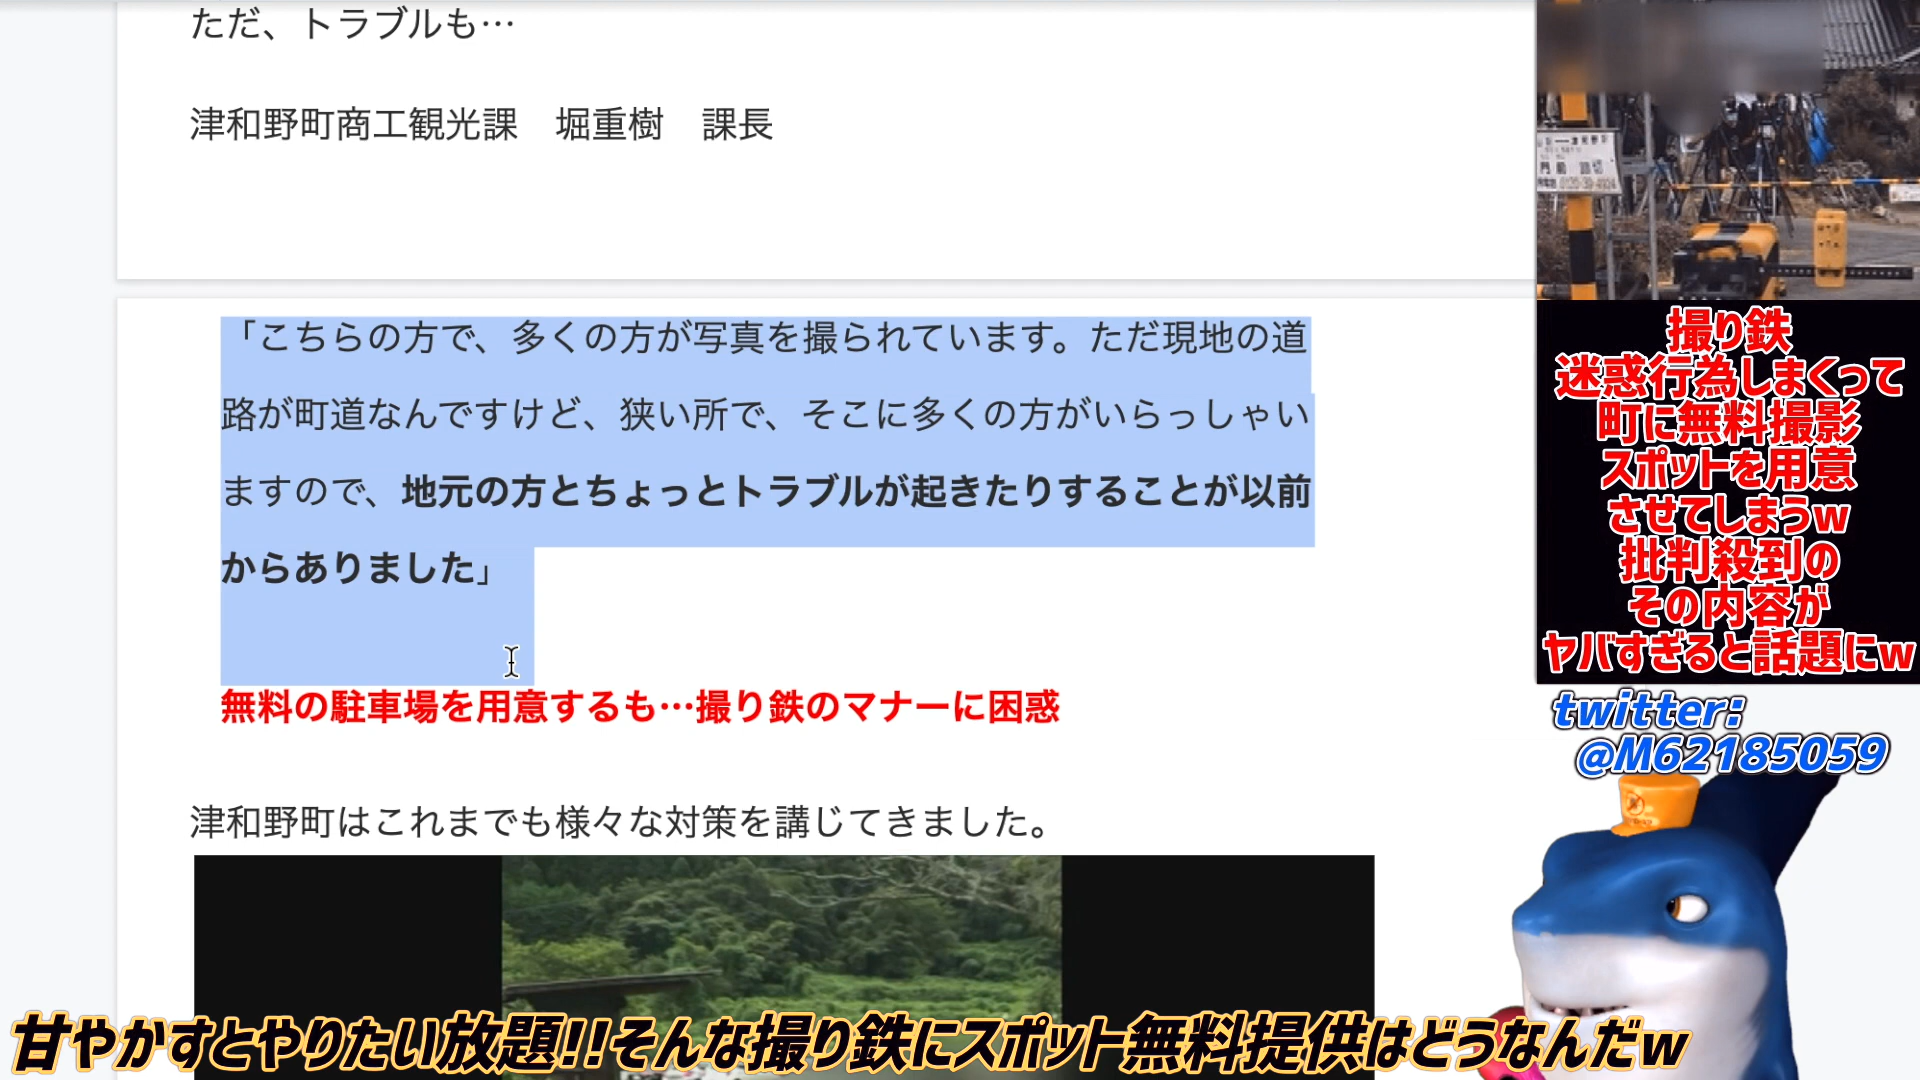 ただ、トラブルも…
津和野町商工観光課　堀重樹　課長
「こちらの方で、多くの方が写真を撮られています。ただ現地の道
路が町道なんですけど、狭い所で、そこに多くの方がいらっしゃい
ますので、地元の方とちょっとトラブルが起きたりすることが以前
からありました」
無料の駐車場を用意するも…撮り鉄のマナーに困惑
津和野町はこれまでも様々な対策を講じてきました。
門前踏切
撮り鉄
迷惑行為しまくって
町に無料撮影
スポットを用意
させてしまうw
批判殺到の
その内容が
ヤバすぎると話題にw
twitter:
@M62185059
甘やかすとやりたい放題!!そんな撮り鉄にスポット無料提供はどうなんだw